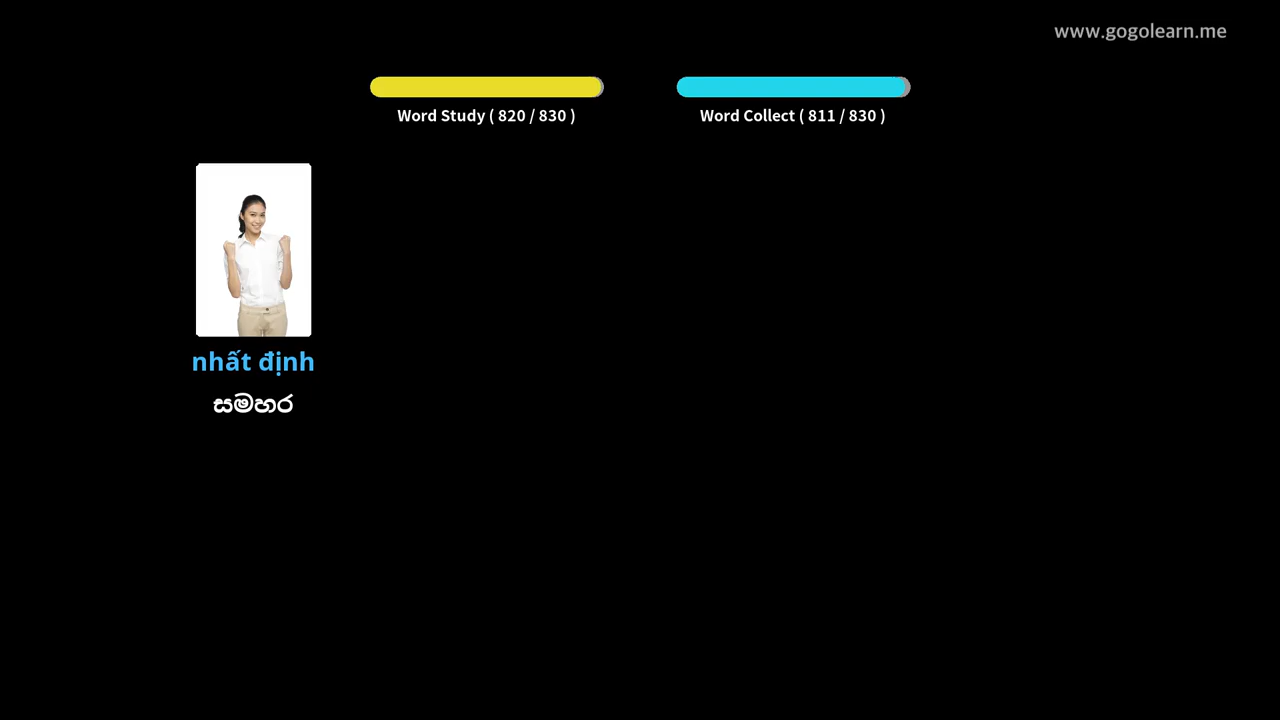 www.gogolearn.me
Word Study ( 820 / 830 )
Word Collect ( 811 / 830 )
nhất định
සමහර